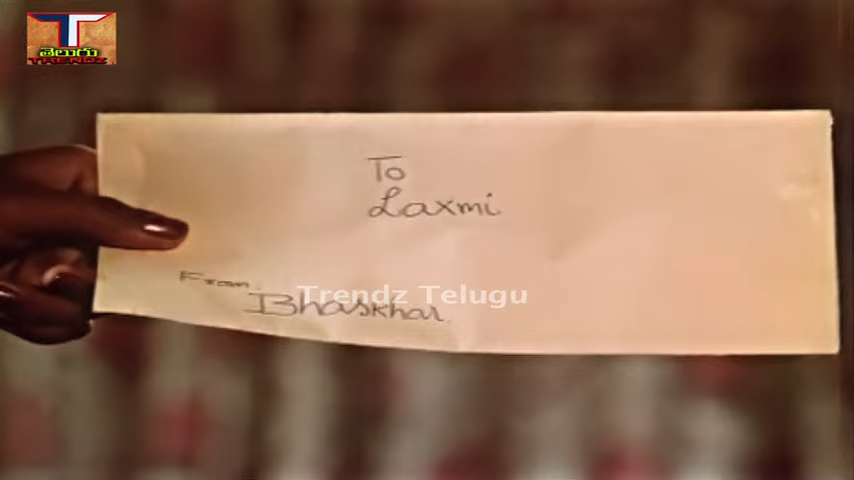 తెలుగు
TRENDZ
To
Laxmi
From.
Bhaskhar.
Trendz Telugu